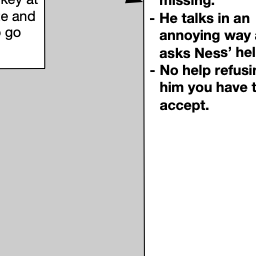 key at
e and
go
missing.
- He talks in an
annoying way
asks Ness' hel
- No help refusi
him you have t
accept.